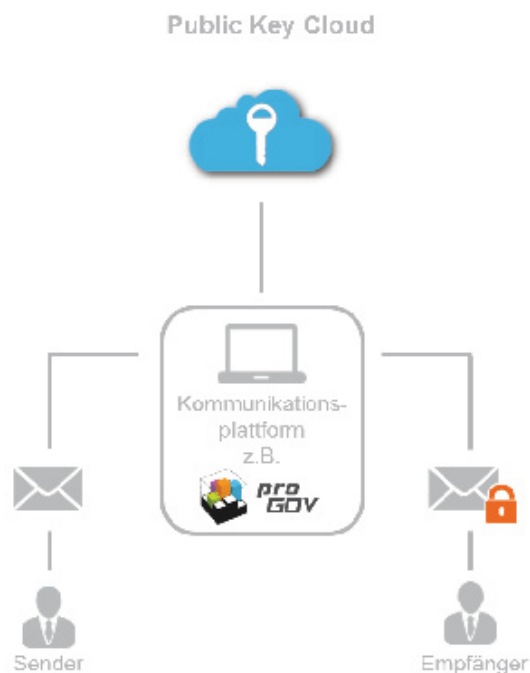 Public Key Cloud
Kommunikations-
plattform
z.B.
pro
GOV
Sender
Empfänger